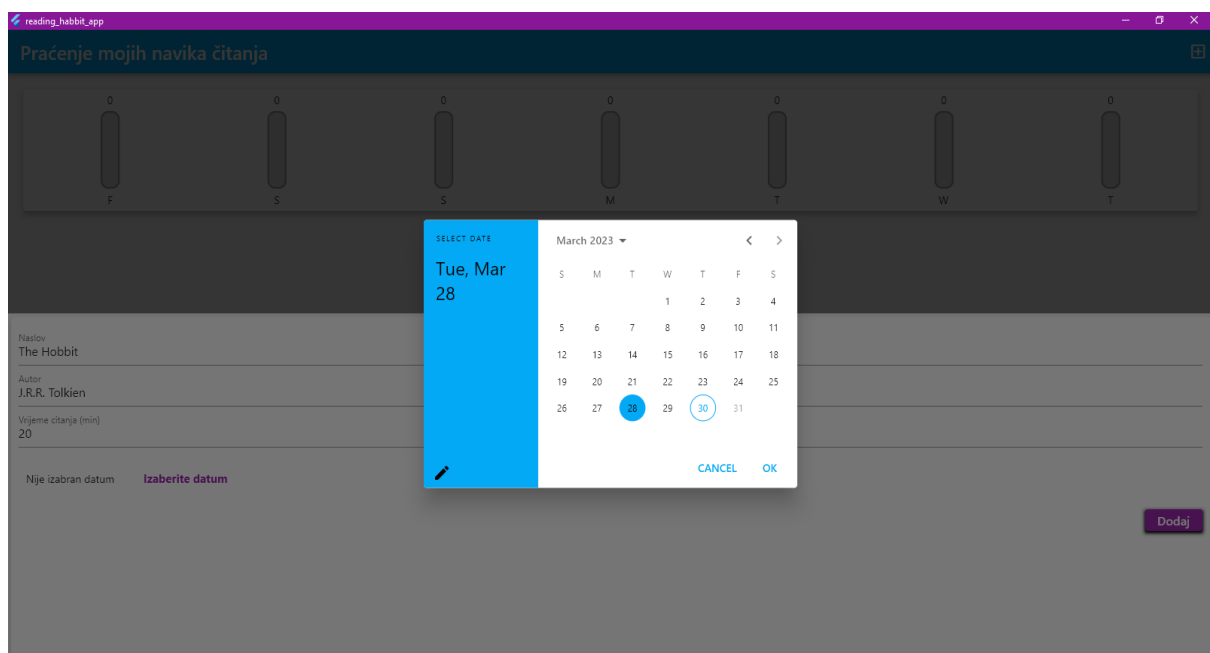 reading_habbit_app
Praćenje mojih navika čitanja
0 0 0 0 0 0 0
F S S M T W T
SELECT DATE
Tue, Mar
28
March 2023
S M T W T F S
1 2 3 4
5 6 7 8 9 10 11
12 13 14 15 16 17 18
19 20 21 22 23 24 25
26 27 28 29 30 31
CANCEL OK
Naslov
The Hobbit
Autor
J.R.R. Tolkien
Vrijeme citanja (min)
20
Nije izabran datum Izaberite datum
Dodaj